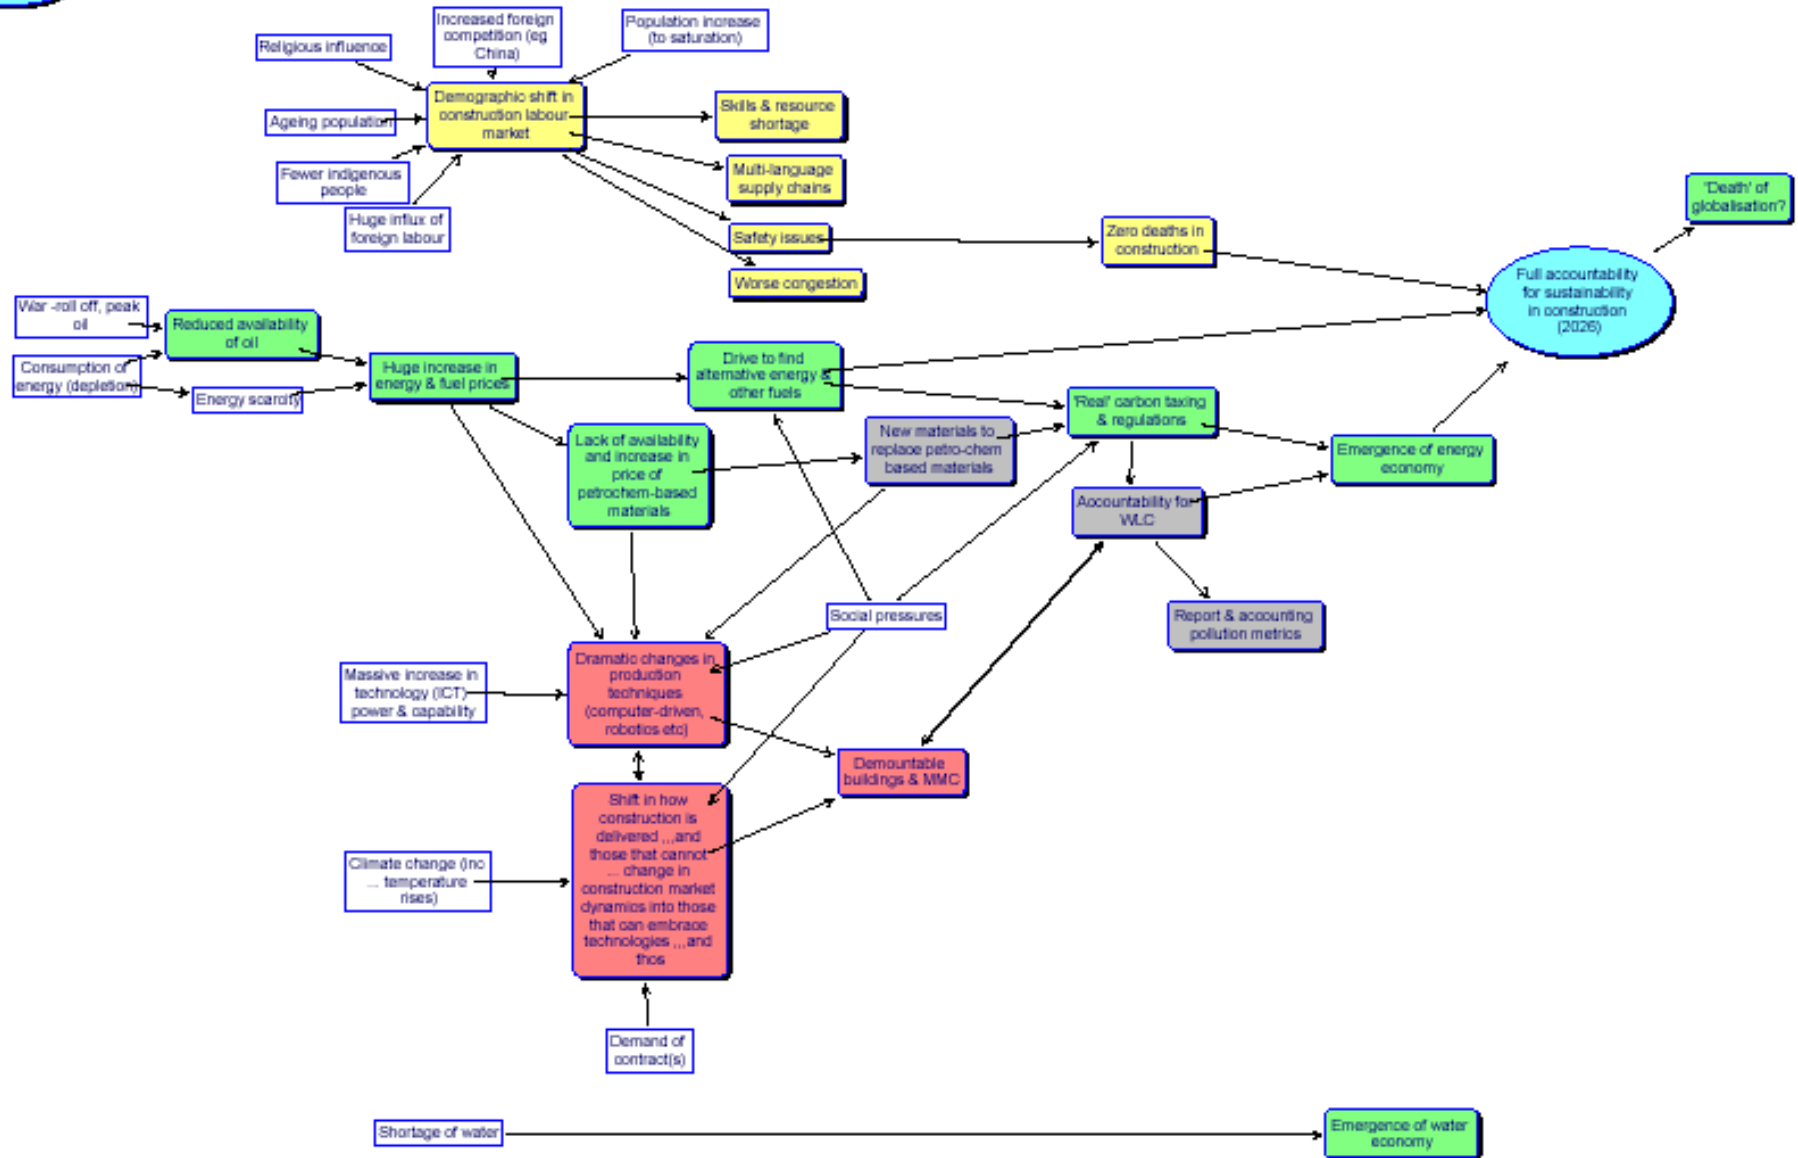 Increased foreign
competition (eg
China)
Population increase
(to saturation)
Religious influence
Demographic shift in
construction labour
market
Ageing population
Fewer indigenous
people
Huge influx of
foreign labour
Skills & resource
shortage
Multi-language
supply chains
Safety issues
Worse congestion
Zero deaths in
construction
'Death' of
globalisation?
Full accountability
for sustainability
in construction
(2026)
War -roll off, peak
oil
Reduced availability
of oil
Consumption of
energy (depletion)
Energy scarcity
Huge increase in
energy & fuel prices
Drive to find
alternative energy &
other fuels
'Real' carbon taxing
& regulations
Lack of availability
and increase in
price of
petrochem-based
materials
New materials to
replace petro-chem
based materials
Emergence of energy
economy
Accountability for
WLC
Report & accounting
pollution metrics
Social pressures
Massive increase in
technology (ICT)
power & capability
Dramatic changes in
production
techniques
(computer-driven,
robotics etc)
Demountable
buildings & MMC
Shift in how
construction is
delivered ,,,and
those that cannot
... change in
construction market
dynamics into those
that can embrace
technologies ,,,and
thos
Climate change (inc
... temperature
rises)
Demand of
contract(s)
Shortage of water
Emergence of water
economy